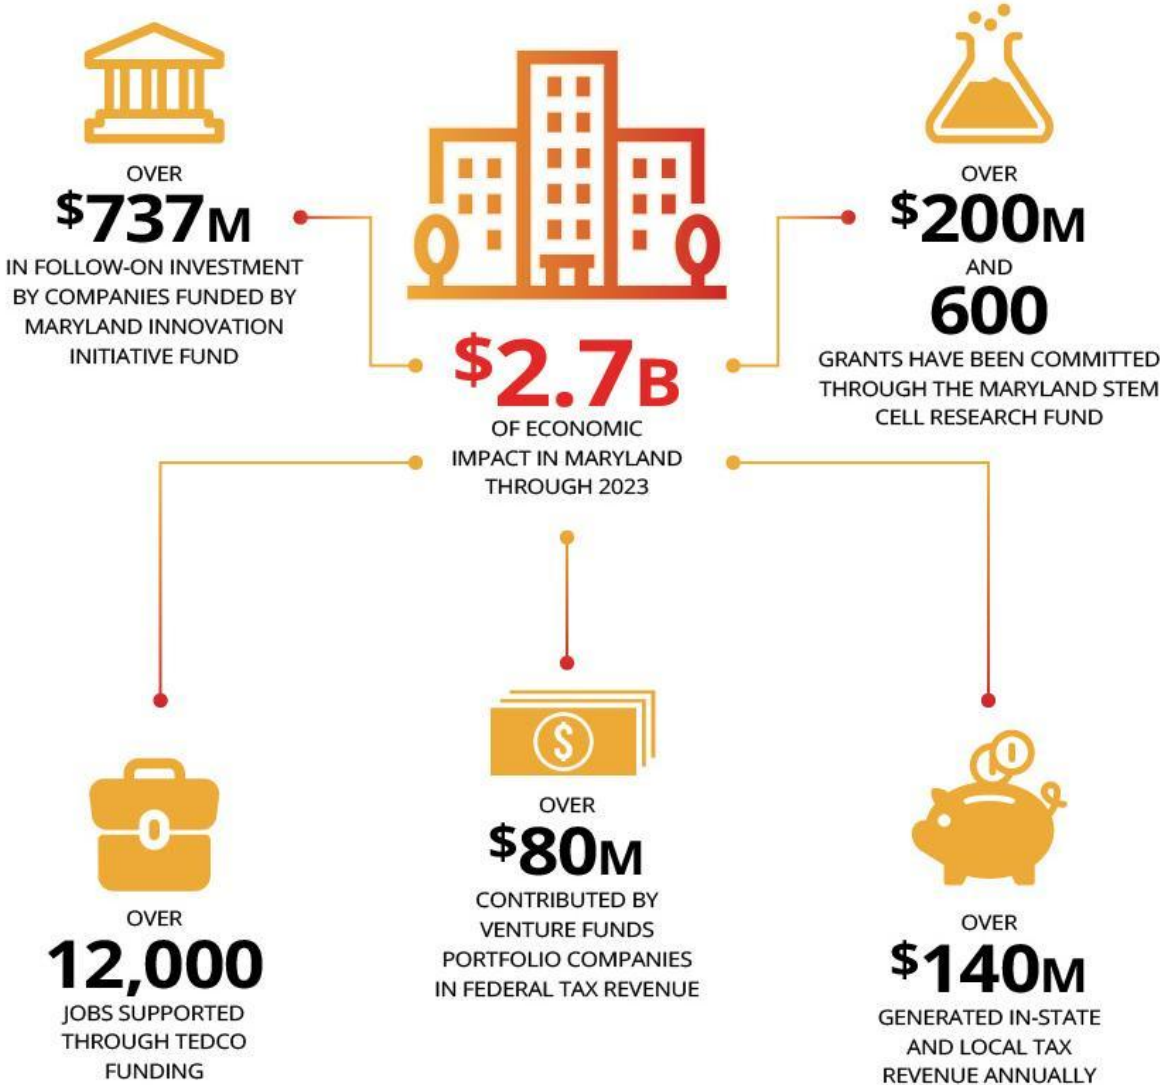 OVER
$737M
IN FOLLOW-ON INVESTMENT
BY COMPANIES FUNDED BY
MARYLAND INNOVATION
INITIATIVE FUND
$2.7B
OF ECONOMIC
IMPACT IN MARYLAND
THROUGH 2023
OVER
$200M
AND
600
GRANTS HAVE BEEN COMMITTED
THROUGH THE MARYLAND STEM
CELL RESEARCH FUND
OVER
12,000
JOBS SUPPORTED
THROUGH TEDCO
FUNDING
$
OVER
$80M
CONTRIBUTED BY
VENTURE FUNDS
PORTFOLIO COMPANIES
IN FEDERAL TAX REVENUE
OVER
$140M
GENERATED IN-STATE
AND LOCAL TAX
REVENUE ANNUALLY